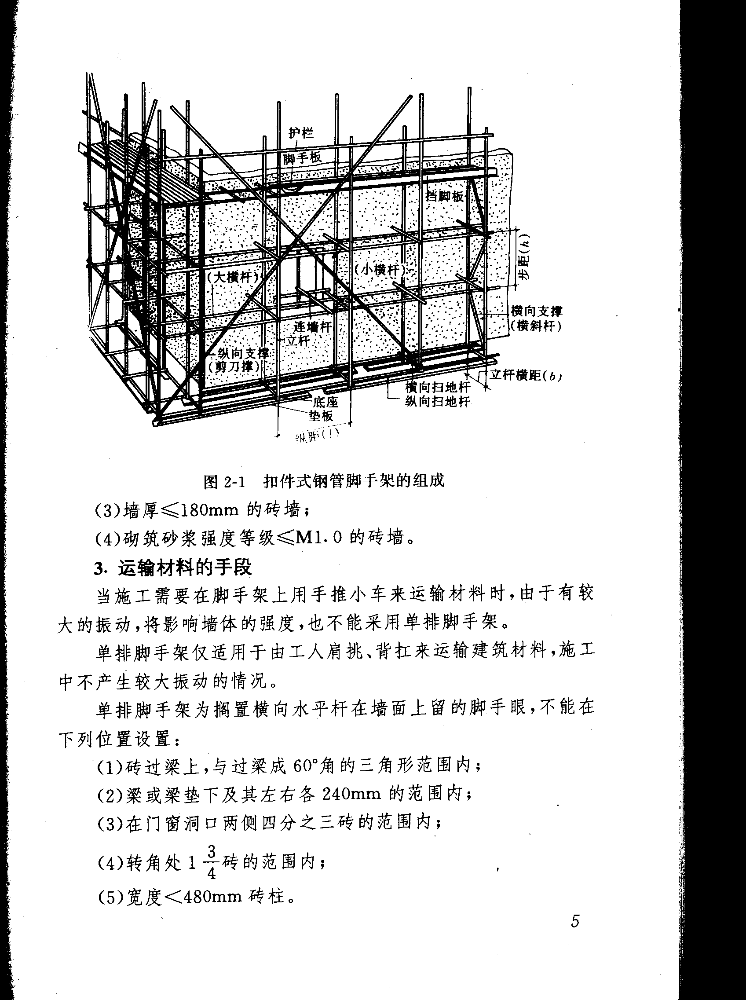 护栏
脚手板
挡脚板
步距(h)
(大横杆)
(小横杆)
横向支撑
(横斜杆)
连墙杆
立杆
纵向支撑
(剪刀撑)
立杆横距(b)
横向扫地杆
纵向扫地杆
底座
垫板
纵距(l)
图 2-1 扣件式钢管脚手架的组成
(3)墙厚≤180mm 的砖墙;
(4)砌筑砂浆强度等级≤M1.0 的砖墙。
3. 运输材料的手段
当施工需要在脚手架上用手推小车来运输材料时,由于有较
大的振动,将影响墙体的强度,也不能采用单排脚手架。
单排脚手架仅适用于由工人肩挑、背扛来运输建筑材料,施工
中不产生较大振动的情况。
单排脚手架为搁置横向水平杆在墙面上留的脚手眼,不能在
下列位置设置:
(1)砖过梁上,与过梁成 60°角的三角形范围内;
(2)梁或梁垫下及其左右各 240mm 的范围内;
(3)在门窗洞口两侧四分之三砖的范围内;
(4)转角处 1 3/4 砖的范围内;
(5)宽度<480mm 砖柱。
5